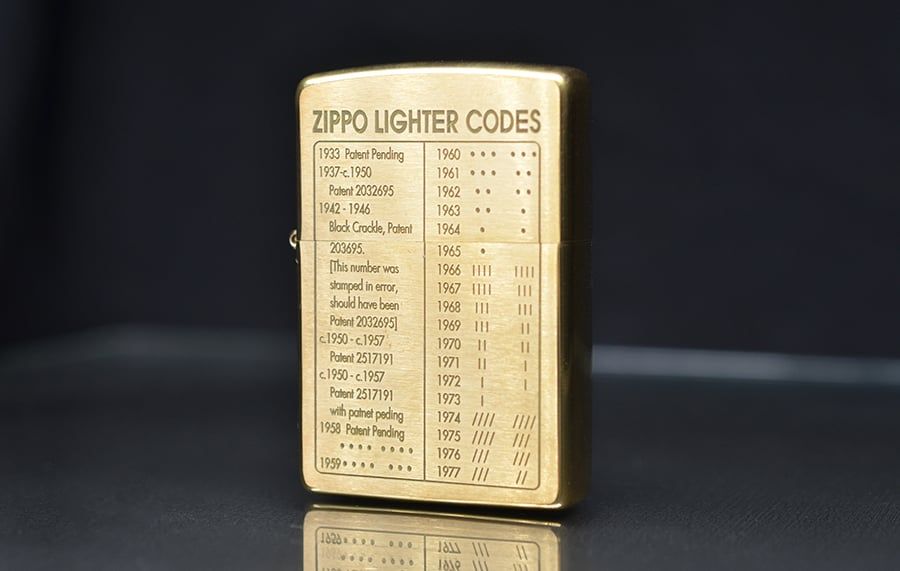 ZIPPO LIGHTER CODES
1933 Patent Pending
1937-c.1950
Patent 2032695
1942 - 1946
Black Crackle, Patent
203695.
[This number was
stamped in error,
should have been
Patent 2032695]
c.1950 - c.1957
Patent 2517191
c.1950 - c.1957
Patent 2517191
with patnet peding
1958 Patent Pending
•••• ••••
1959 •••• •••
1960 ••• ••••
1961 ••• ••
1962 •• ••
1963 •• •
1964 • •
1965 •
1966 |||| ||||
1967 |||| |||
1968 ||| |||
1969 ||| ||
1970 || ||
1971 || |
1972 | |
1973 |
1974 //// ////
1975 //// ///
1976 /// ///
1977 /// //